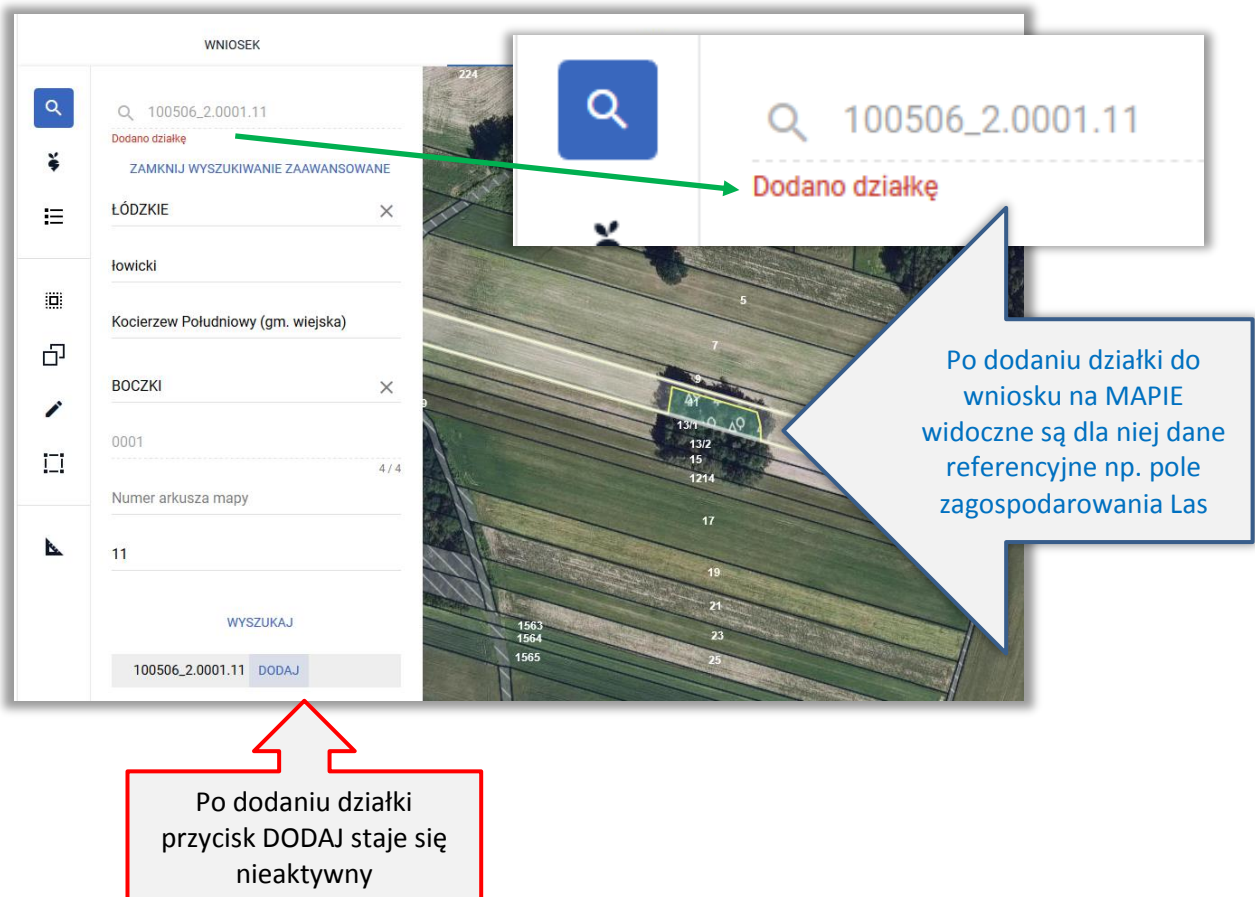 WNIOSEK
100506_2.0001.11
Dodano działkę
ZAMKNIJ WYSZUKIWANIE ZAAWANSOWANE
ŁÓDZKIE
łowicki
Kocierzew Południowy (gm. wiejska)
BOCZKI
0001
4 / 4
Numer arkusza mapy
11
WYSZUKAJ
100506_2.0001.11 DODAJ
224
5
7
9
11
13/1
13/2
15
1214
17
19
21
23
25
1563
1564
1565
9
100506_2.0001.11
Dodano działkę
Po dodaniu działki do
wniosku na MAPIE
widoczne są dla niej dane
referencyjne np. pole
zagospodarowania Las
Po dodaniu działki
przycisk DODAJ staje się
nieaktywny